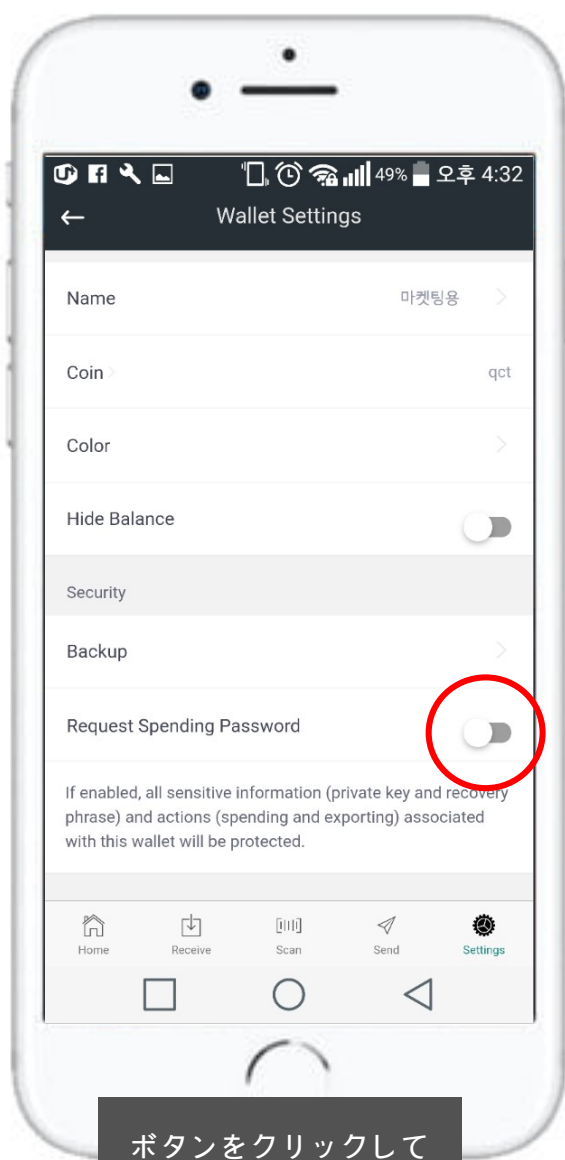 49% 오후 4:32
Wallet Settings
Name 마켓팅용
Coin qct
Color
Hide Balance
Security
Backup
Request Spending Password
If enabled, all sensitive information (private key and recovery
phrase) and actions (spending and exporting) associated
with this wallet will be protected.
Home Receive Scan Send Settings
ボタンをクリックして